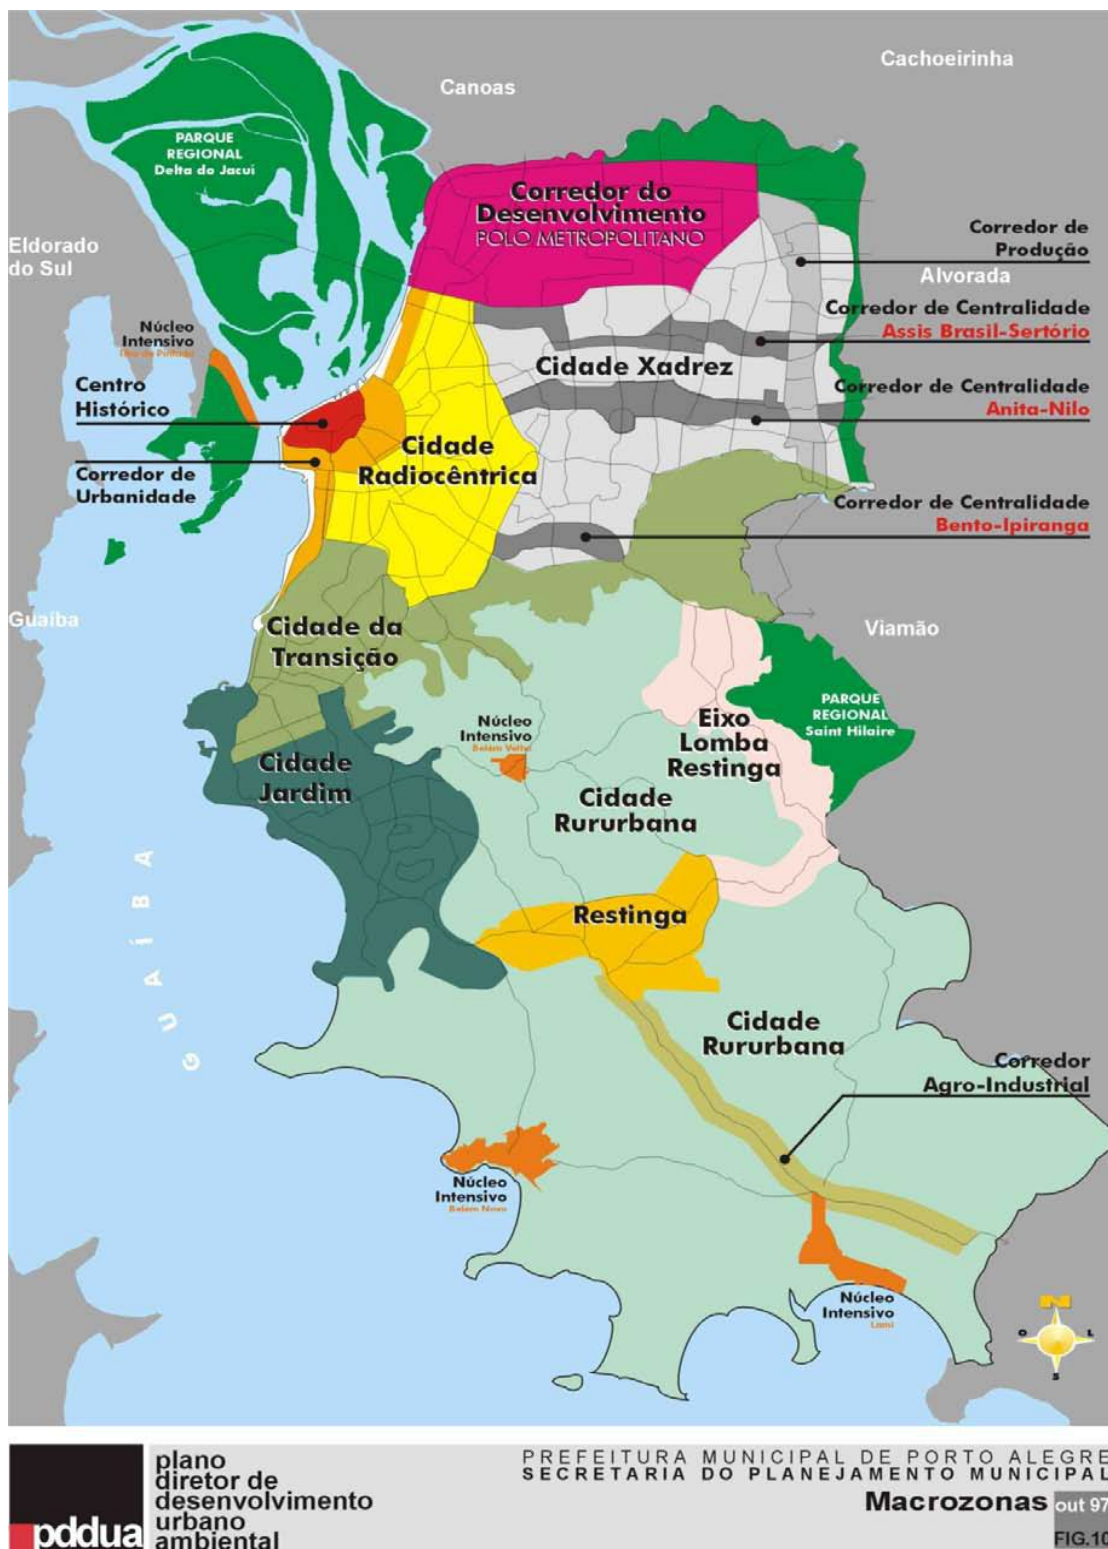 Cachoeirinha
Canoas
PARQUE
REGIONAL
Delta do Jacuí
Corredor do
Desenvolvimento
POLO METROPOLITANO
Corredor de
Produção
Eldorado
do Sul
Alvorada
Corredor de Centralidade
Assis Brasil-Sertório
Núcleo
Intensivo
Ilha da Pintada
Cidade Xadrez
Centro
Histórico
Corredor de Centralidade
Anita-Nilo
Cidade
Radiocêntrica
Corredor de
Urbanidade
Corredor de Centralidade
Bento-Ipiranga
Guaíba
Cidade da
Transição
Viamão
PARQUE
REGIONAL
Saint Hilaire
Eixo
Lomba
Restinga
Núcleo
Intensivo
Belém Velho
Cidade
Jardim
Cidade
Rururbana
GUAÍBA
Restinga
Cidade
Rururbana
Corredor
Agro-Industrial
Núcleo
Intensivo
Belém Novo
Núcleo
Intensivo
Lami
N
O L
S
pddua
plano
diretor de
desenvolvimento
urbano
ambiental
PREFEITURA MUNICIPAL DE PORTO ALEGRE
SECRETARIA DO PLANEJAMENTO MUNICIPAL
Macrozonas out 97
FIG.10